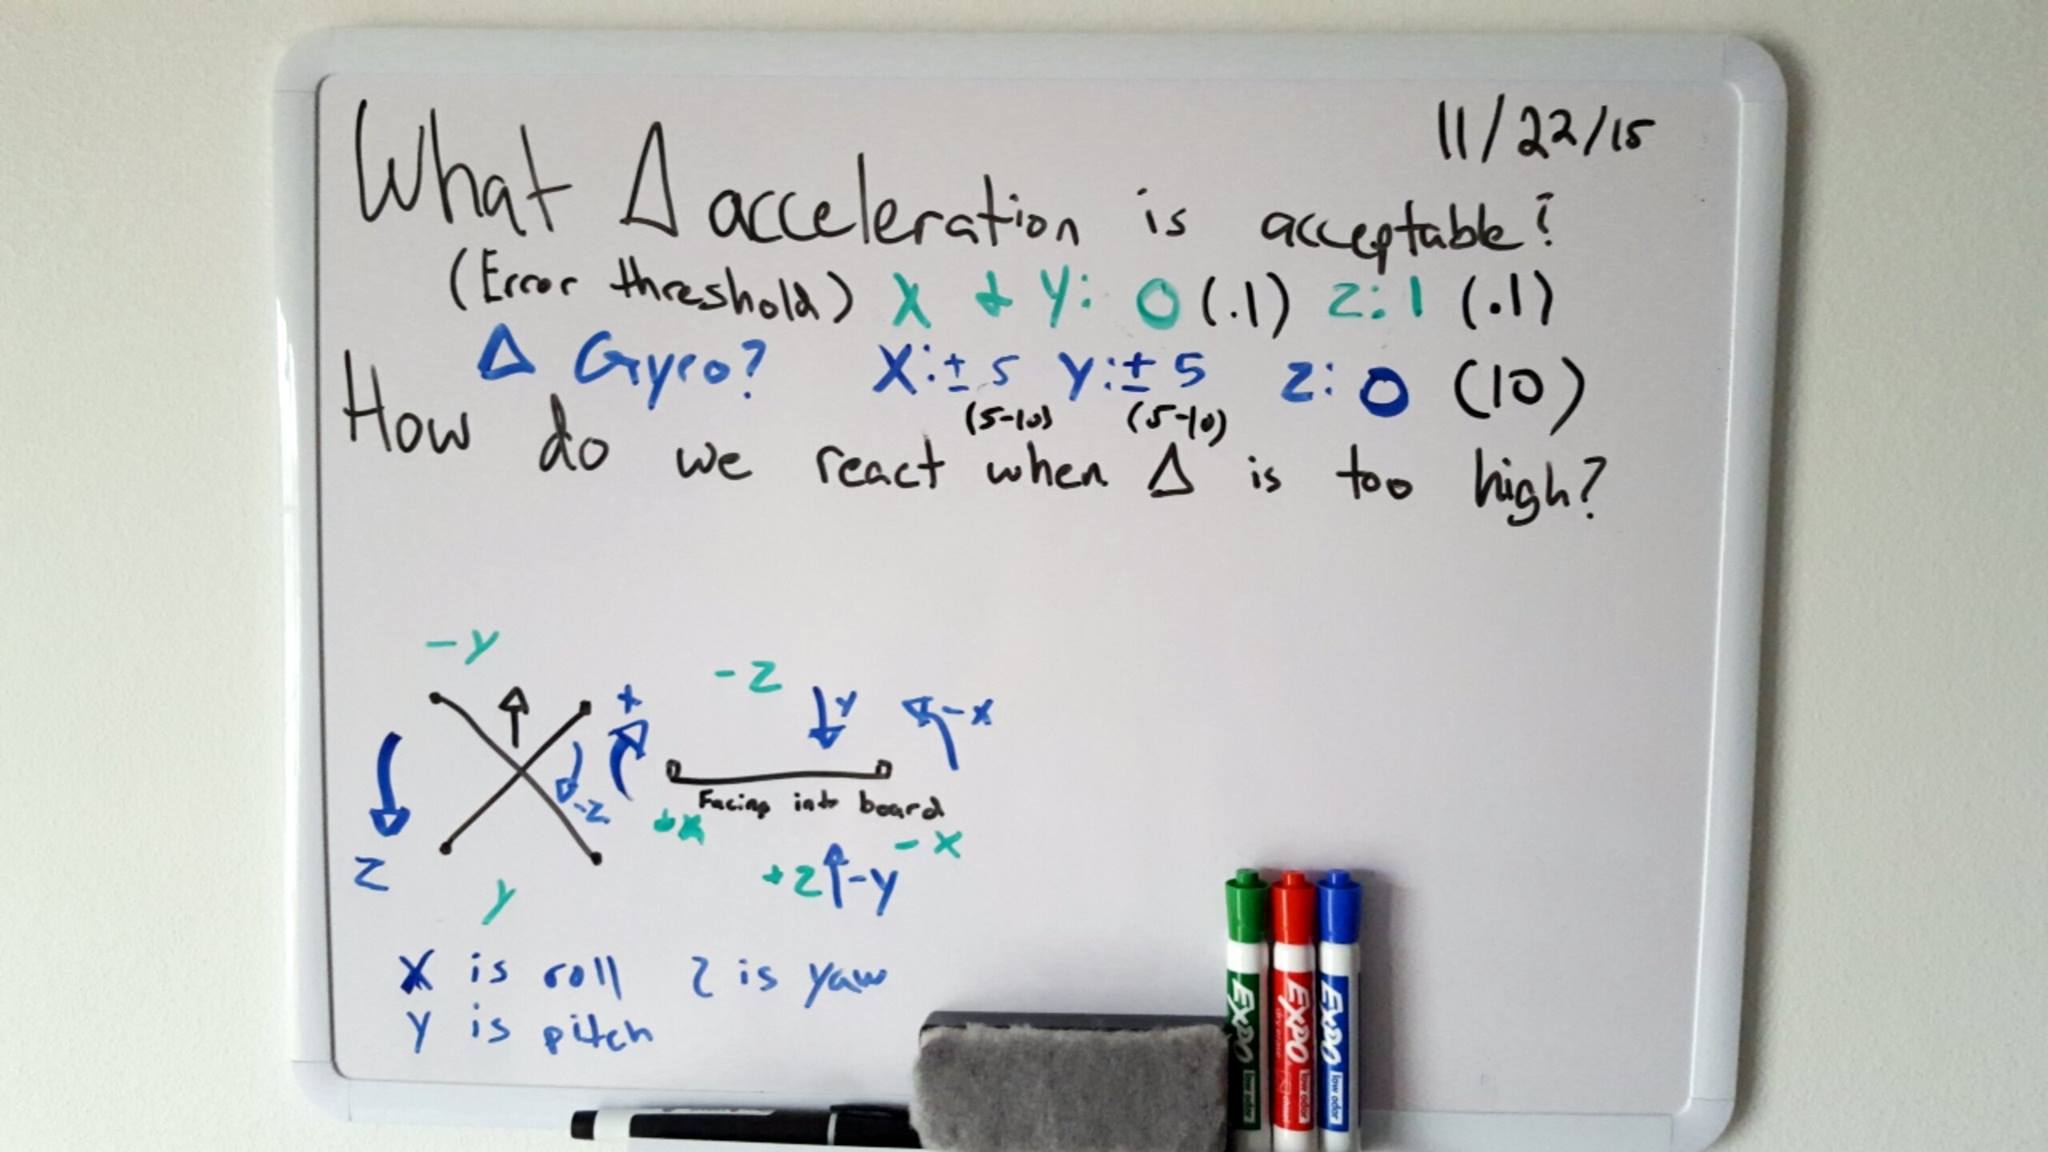 11/22/15
What Δ acceleration is acceptable?
(Error threshold) X + Y: 0 (.1) Z: 1 (.1)
Δ Gyro? X: ± 5 Y: ± 5 Z: 0 (10)
(5-10) (5-10)
How do we react when Δ is too high?
-Y
-Z
X
Y
-X
-Z
Facing into board
+X
-X
Z
Y
+Z
-Y
X is roll Z is yaw
Y is pitch
EXPO low odor
EXPO low odor
EXPO low odor